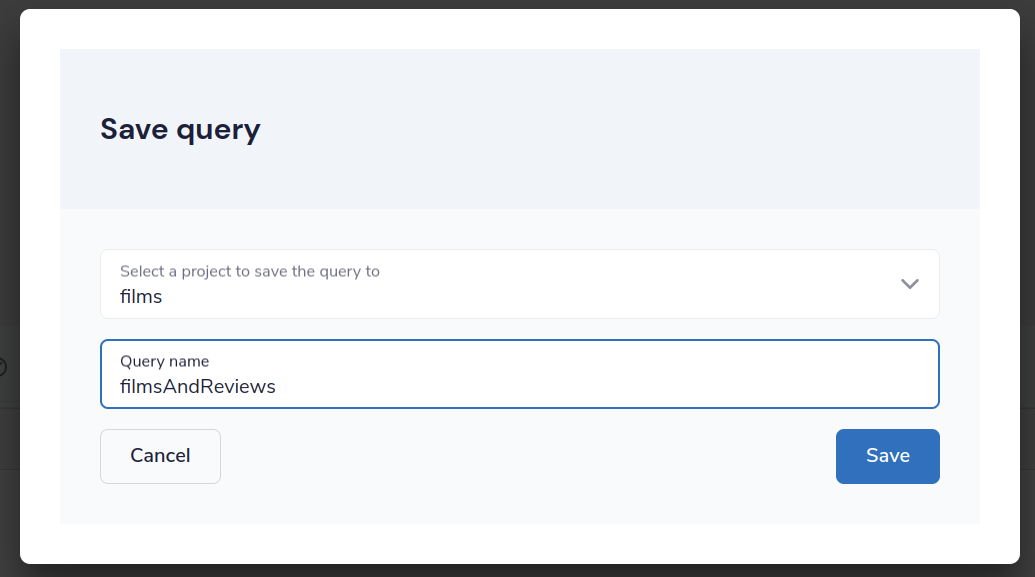 Save query
Select a project to save the query to
films
Query name
filmsAndReviews
Cancel
Save